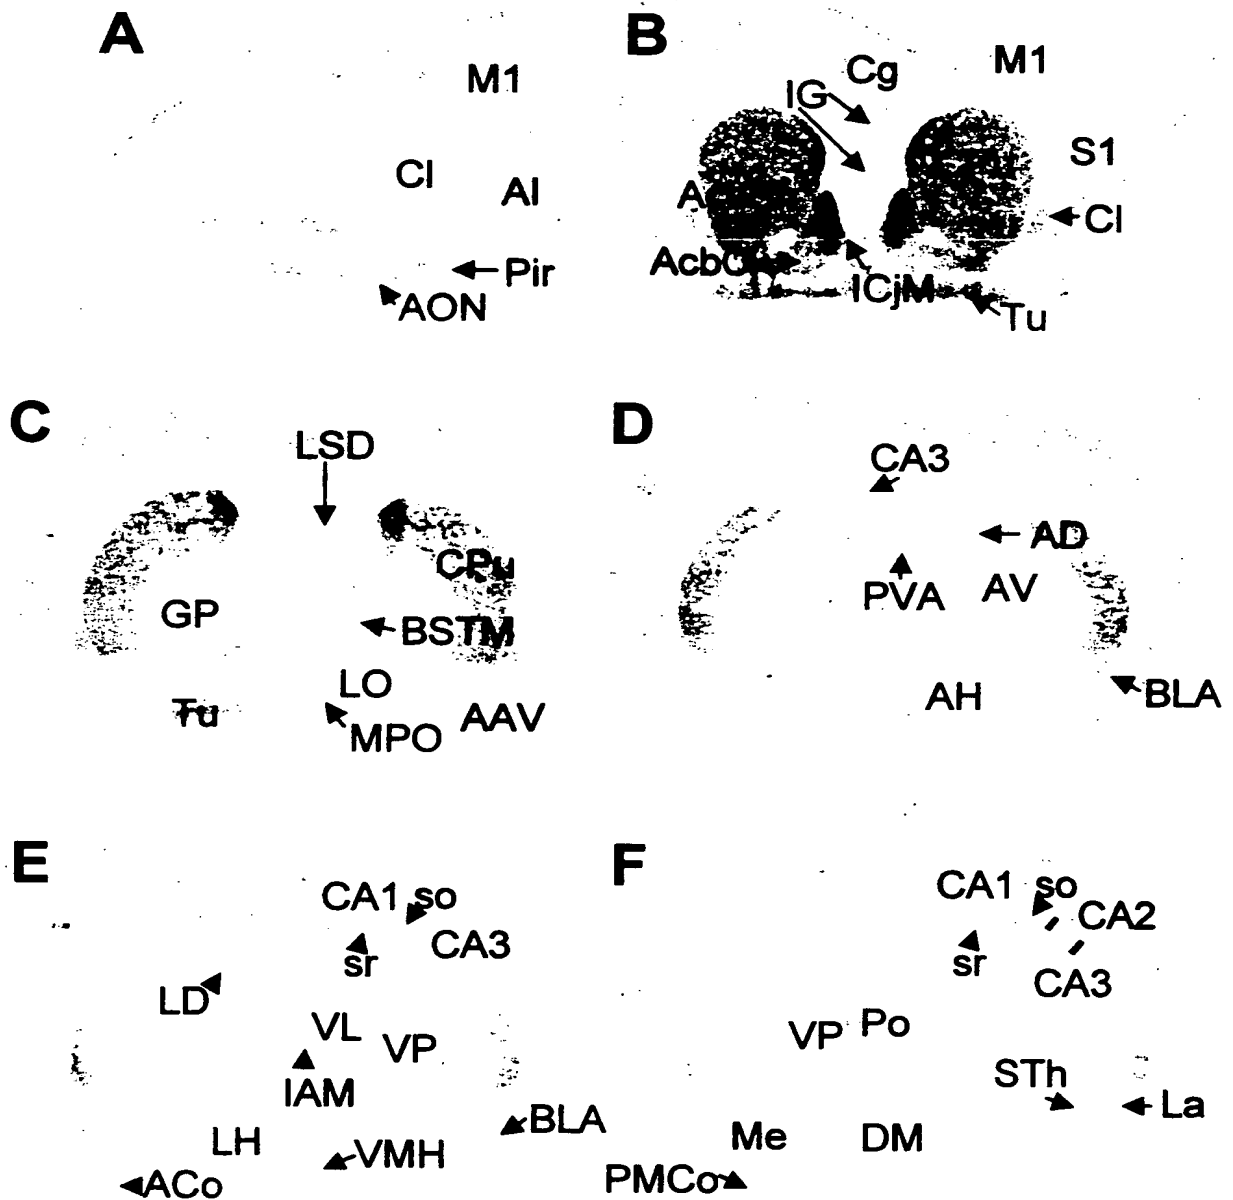 A
M1
Cl
AI
Pir
AON
B
Cg
M1
IG
S1
Cl
ICjM
Tu
C
LSD
CPu
GP
BSTM
LO
Tu
AAV
MPO
D
CA3
AD
PVA
AV
AH
BLA
E
CA1 so
CA3
sr
LD
VL
VP
IAM
BLA
LH
VMH
ACo
F
CA1 so
CA2
sr
CA3
VP
Po
STh
La
Me
DM
PMCo